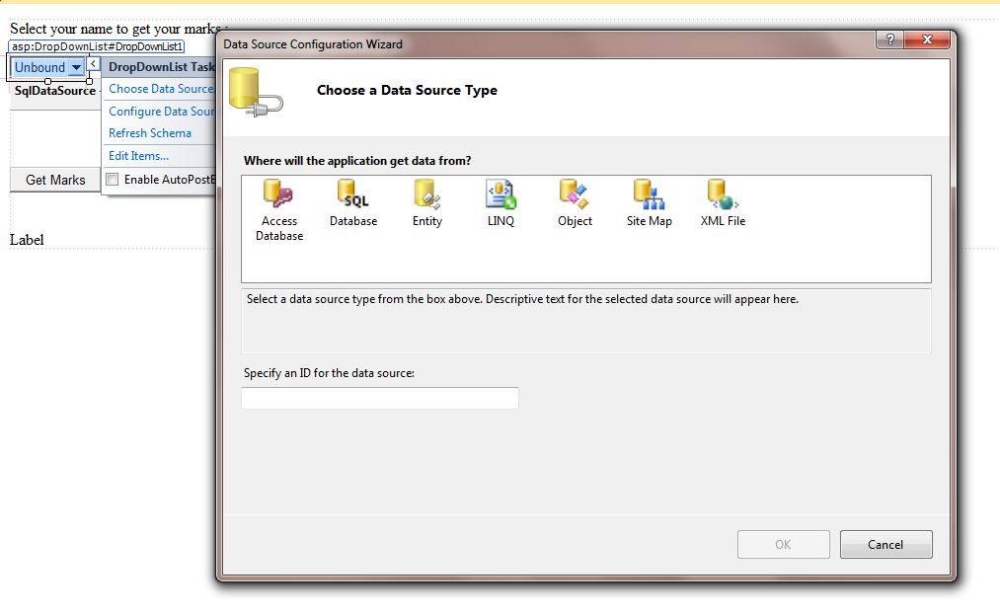 Select your name to get your marks :
asp:DropDownList#DropDownList1
Unbound
DropDownList Task
SqlDataSource
Choose Data Source.
Configure Data Sour
Refresh Schema
Edit Items...
Enable AutoPostB
Get Marks
Label
Data Source Configuration Wizard
?
Choose a Data Source Type
Where will the application get data from?
Access Database
SQL
Database
Entity
LINQ
Object
Site Map
XML File
Select a data source type from the box above. Descriptive text for the selected data source will appear here.
Specify an ID for the data source:
OK
Cancel